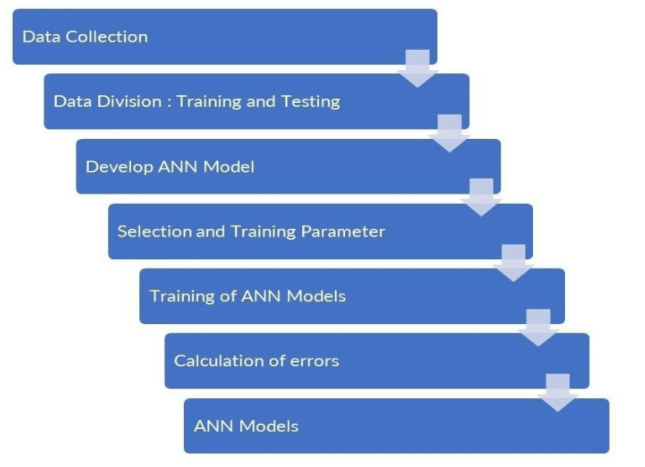 Data Collection
Data Division : Training and Testing
Develop ANN Model
Selection and Training Parameter
Training of ANN Models
Calculation of errors
ANN Models